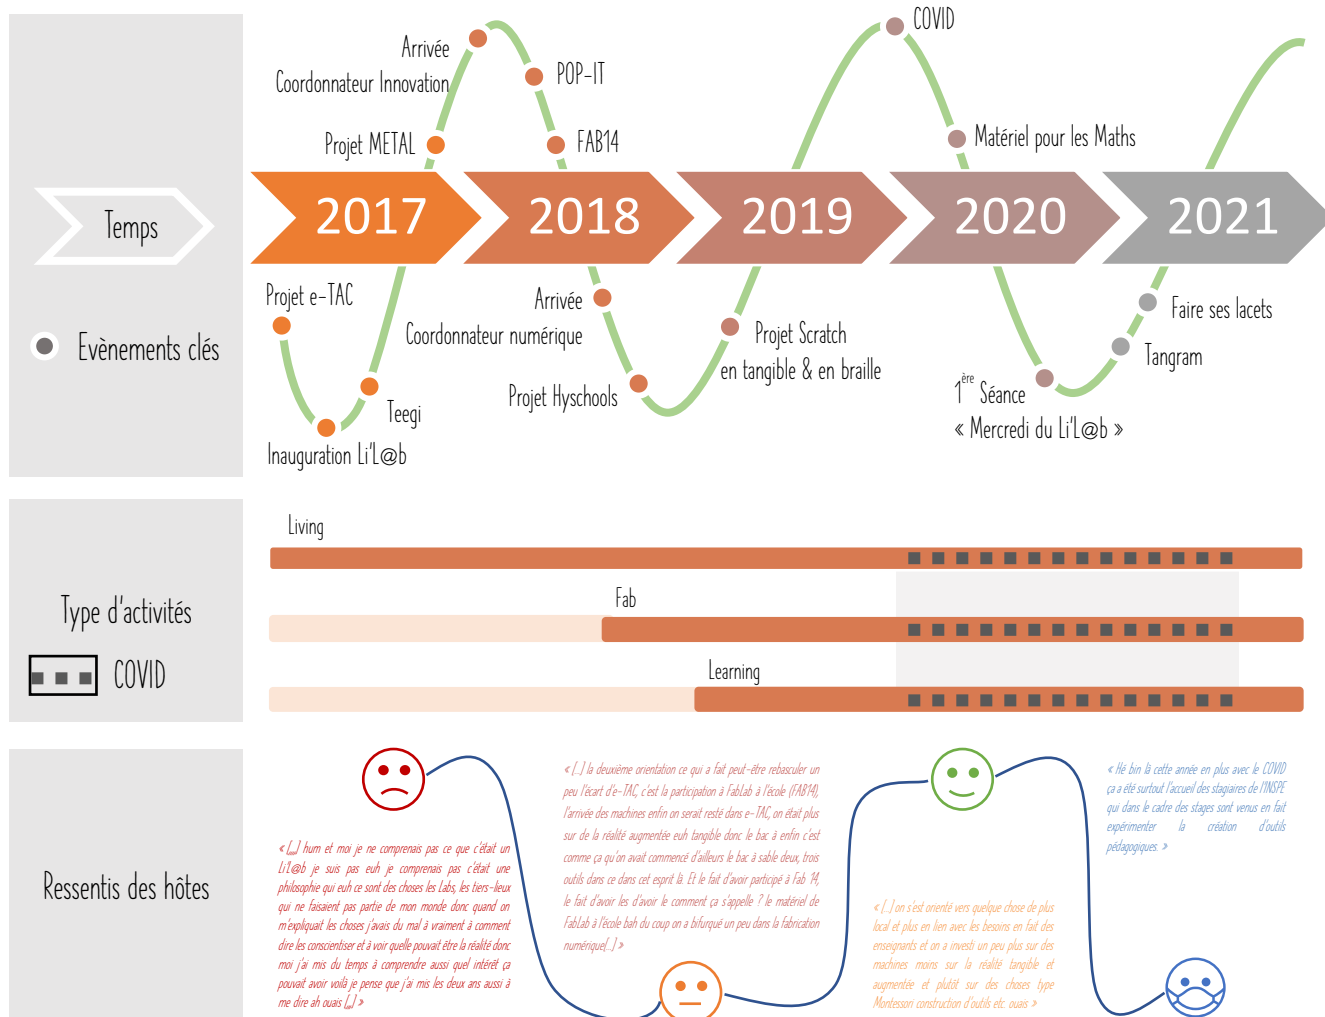 COVID
Arrivée
Coordonnateur Innovation
POP-IT
Projet METAL
FAB14
Matériel pour les Maths
Temps
2017
2018
2019
2020
2021
Projet e-TAC
Arrivée
Coordonnateur numérique
Projet Scratch
en tangible & en braille
Faire ses lacets
Tangram
Evènements clés
Teegi
Projet Hyschools
1ère Séance
« Mercredi du Li'L@b »
Inauguration Li'L@b
Living
Type d'activités
Fab
COVID
Learning
Ressentis des hôtes
« [...] hum et moi je ne comprenais pas ce que c'était un
Li'L@b je suis pas euh je comprenais pas c'était une
philosophie qui euh ce sont des choses les Labs, les tiers-lieux
qui ne faisaient pas partie de mon monde donc quand on
m'expliquait les choses j'avais du mal à vraiment à comment
dire les conscientiser et à voir quelle pouvait être la réalité donc
moi j'ai mis du temps à comprendre aussi quel intérêt ça
pouvait avoir voilà je pense que j'ai mis les deux ans aussi à
me dire ah ouais [...] »
« [...] la deuxième orientation ce qui a fait peut-être rebasculer un
peu l'écart d'e-TAC, c'est la participation à FabLab à l'école (FAB14),
l'arrivée des machines enfin on serait resté dans e-TAC, on était plus
sur de la réalité augmentée euh tangible donc le bac à enfin c'est
comme ça qu'on avait commencé d'ailleurs le bac à sable deux, trois
outils dans ce dans cet esprit là. Et le fait d'avoir participé à Fab 14,
le fait d'avoir les d'avoir le comment ça s'appelle ? le matériel de
FabLab à l'école bah du coup on a bifurqué un peu dans la fabrication
numérique[...] »
« [...] on s'est orienté vers quelque chose de plus
local et plus en lien avec les besoins en fait des
enseignants et on a investi un peu plus sur des
machines moins sur la réalité tangible et
augmentée et plutôt sur des choses type
Montessori construction d'outils etc. ouais »
« Hé bin là cette année en plus avec le COVID
ça a été surtout l'accueil des stagiaires de l'INSPE
qui dans le cadre des stages sont venus en fait
expérimenter la création d'outils
pédagogiques. »